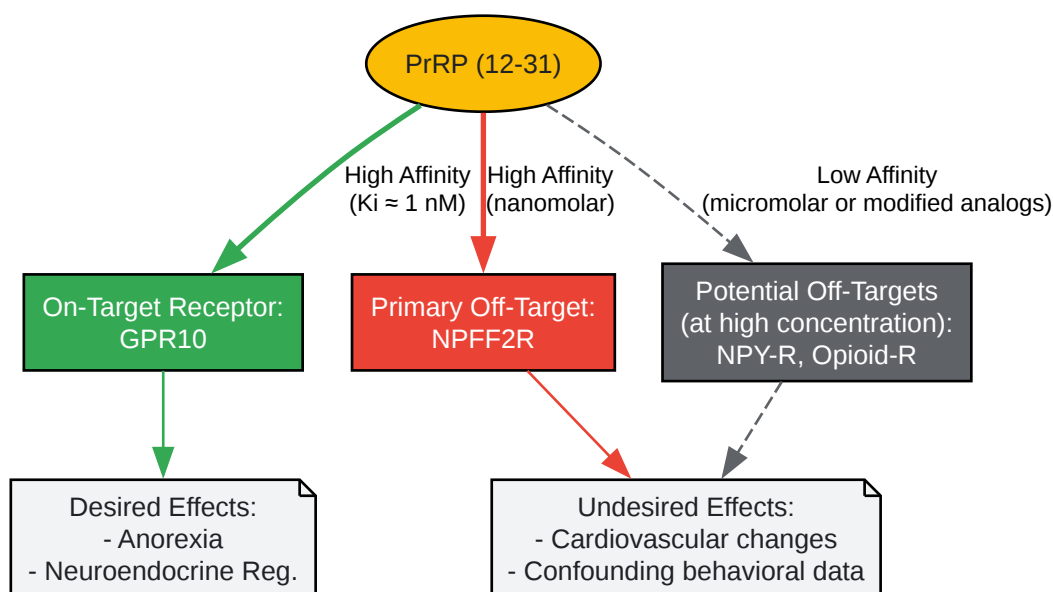 PrRP (12-31)
High Affinity
(Ki ≈ 1 nM)
High Affinity
(nanomolar)
Low Affinity
(micromolar or modified analogs)
On-Target Receptor:
GPR10
Primary Off-Target:
NPFF2R
Potential Off-Targets
(at high concentration):
NPY-R, Opioid-R
Desired Effects:
- Anorexia
- Neuroendocrine Reg.
Undesired Effects:
- Cardiovascular changes
- Confounding behavioral data